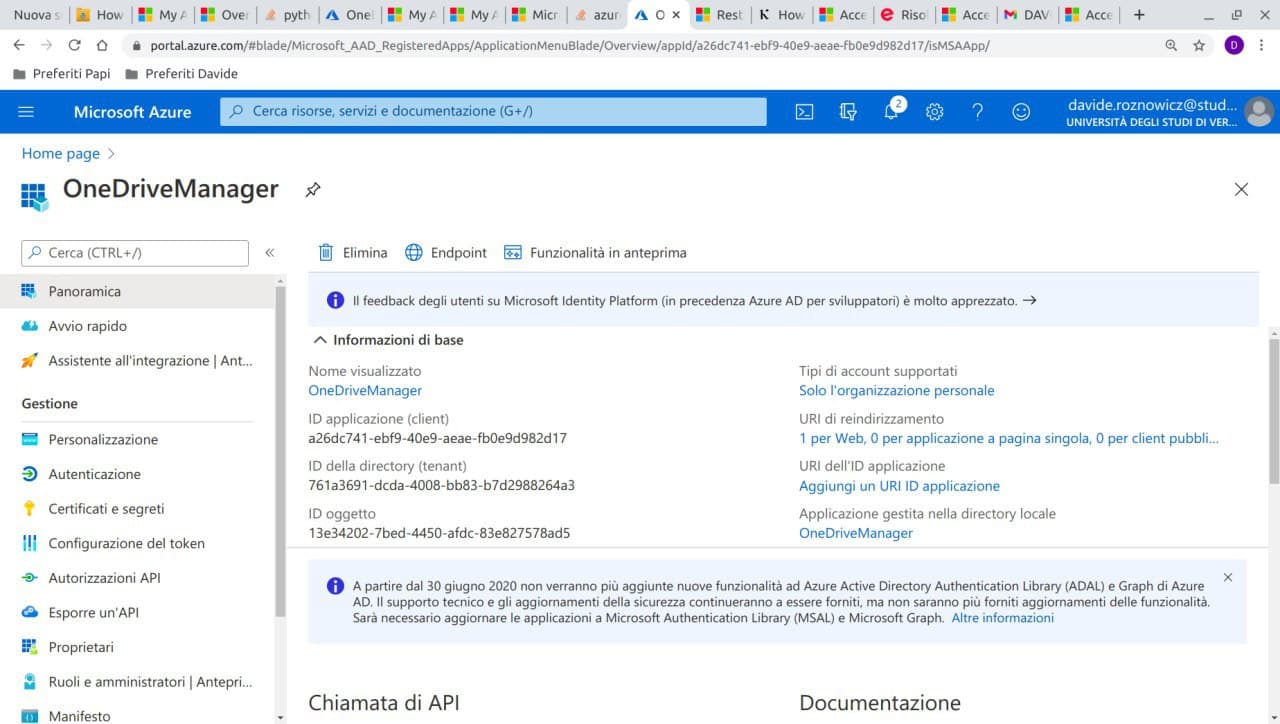 Nuova s
How
My A
Over
pyth
OneI
My A
My A
Micr
azur
O
Rest
How
Acce
Risol
Acce
DAV
Acce
portal.azure.com/#blade/Microsoft_AAD_RegisteredApps/ApplicationMenuBlade/Overview/appId/a26dc741-ebf9-40e9-aeae-fb0e9d982d17/isMSAApp/
D
Preferiti Papi
Preferiti Davide
Microsoft Azure
Cerca risorse, servizi e documentazione (G+/)
2
davide.roznowicz@stud...
UNIVERSITÀ DEGLI STUDI DI VER...
Home page
OneDriveManager
Cerca (CTRL+/)
Elimina
Endpoint
Funzionalità in anteprima
Panoramica
Avvio rapido
Assistente all'integrazione | Ant...
Gestione
Personalizzazione
Autenticazione
Certificati e segreti
Configurazione del token
Autorizzazioni API
Esporre un'API
Proprietari
Ruoli e amministratori | Antepri...
Manifesto
Il feedback degli utenti su Microsoft Identity Platform (in precedenza Azure AD per sviluppatori) è molto apprezzato. →
Informazioni di base
Nome visualizzato
OneDriveManager
ID applicazione (client)
a26dc741-ebf9-40e9-aeae-fb0e9d982d17
ID della directory (tenant)
761a3691-dcda-4008-bb83-b7d2988264a3
ID oggetto
13e34202-7bed-4450-afdc-83e827578ad5
Tipi di account supportati
Solo l'organizzazione personale
URI di reindirizzamento
1 per Web, 0 per applicazione a pagina singola, 0 per client pubbli...
URI dell'ID applicazione
Aggiungi un URI ID applicazione
Applicazione gestita nella directory locale
OneDriveManager
A partire dal 30 giugno 2020 non verranno più aggiunte nuove funzionalità ad Azure Active Directory Authentication Library (ADAL) e Graph di Azure
AD. Il supporto tecnico e gli aggiornamenti della sicurezza continueranno a essere forniti, ma non saranno più forniti aggiornamenti delle funzionalità.
Sarà necessario aggiornare le applicazioni a Microsoft Authentication Library (MSAL) e Microsoft Graph. Altre informazioni
Chiamata di API
Documentazione